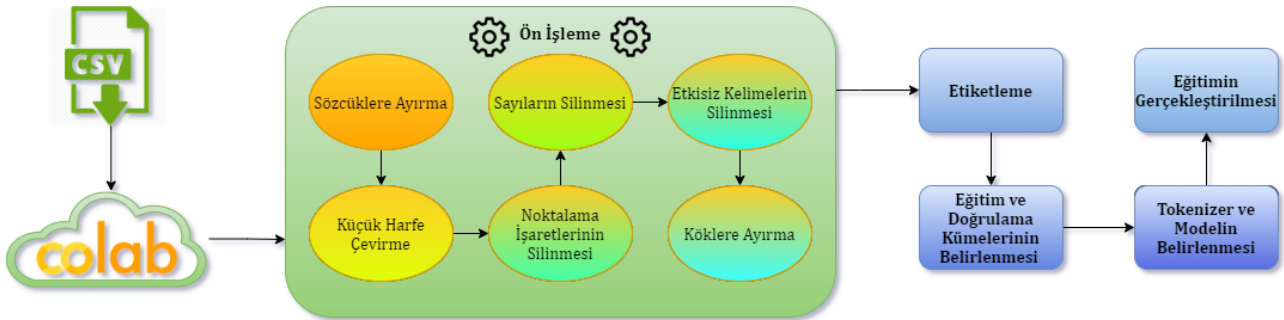 CSV
colab
Ön İşleme
Sözcüklere Ayırma
Küçük Harfe
Çevirme
Noktalama
İşaretlerinin
Silinmesi
Sayıların Silinmesi
Etkisiz Kelimelerin
Silinmesi
Köklere Ayırma
Etiketleme
Eğitim ve
Doğrulama
Kümelerinin
Belirlenmesi
Tokenizer ve
Modelin
Belirlenmesi
Eğitimin
Gerçekleştirilmesi